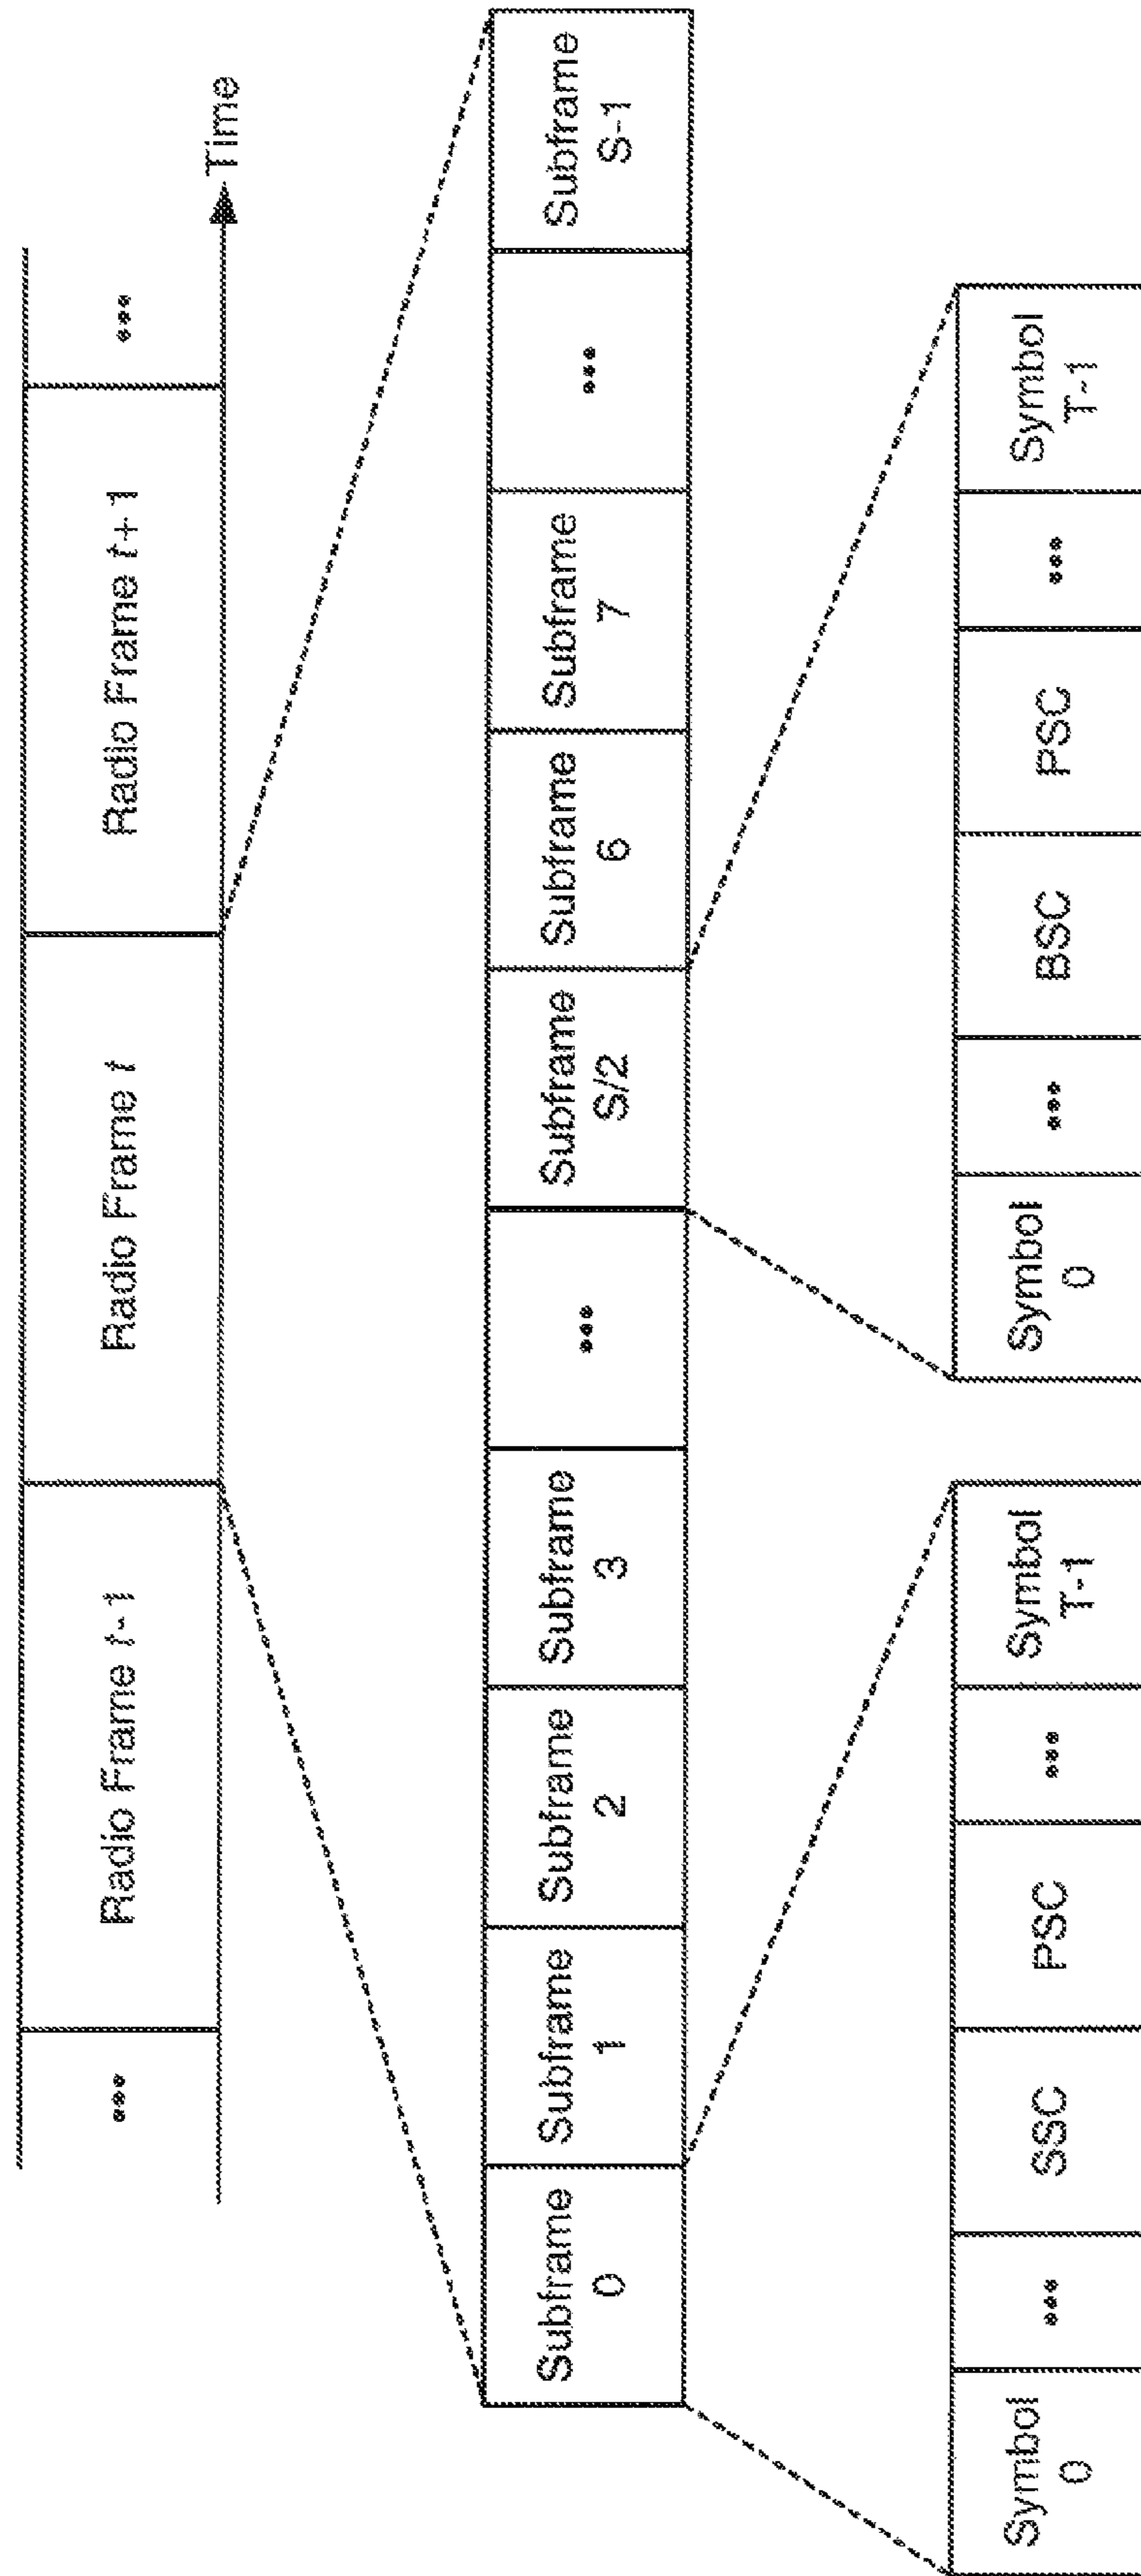 ... Radio Frame t-1 Radio Frame t Radio Frame t+1 ...
Time
Subframe 0 Subframe 1 Subframe 2 Subframe 3 ... Subframe S/2 Subframe 6 Subframe 7 ... Subframe S-1
Symbol 0 ... SSC PSC ... Symbol T-1
Symbol 0 ... BSC PSC ... Symbol T-1